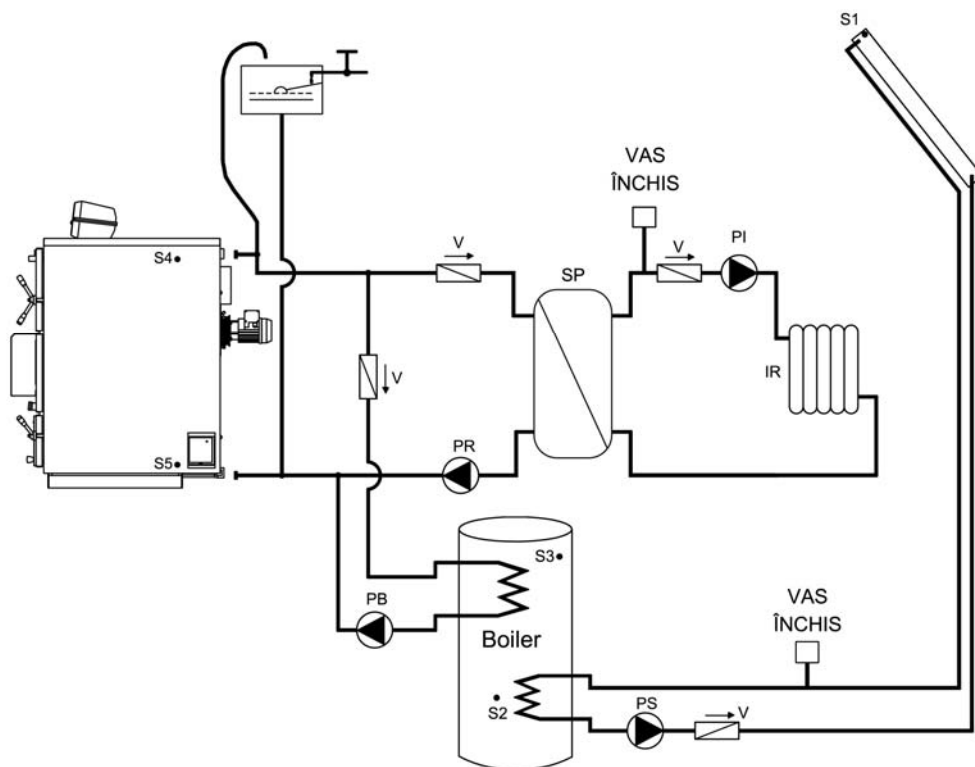 S1
VAS
ÎNCHIS
V
PI
S4
V
SP
IR
V
S5
PR
S3
PB
Boiler
VAS
ÎNCHIS
S2
PS
V